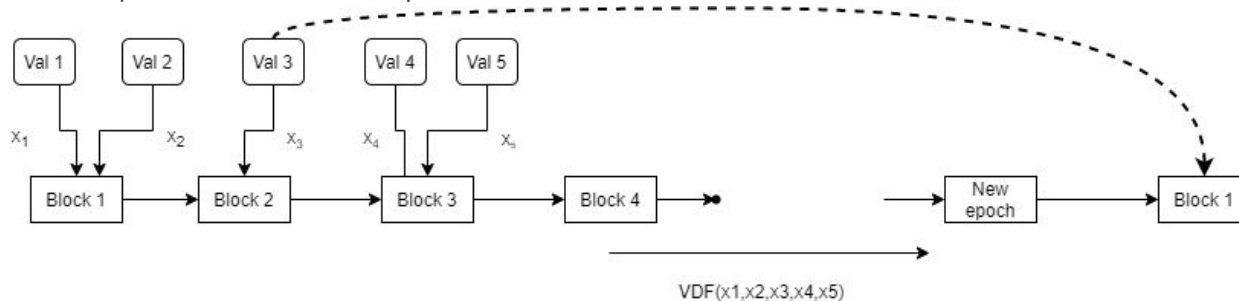 Val 1
Val 2
Val 3
Val 4
Val 5
X1
X2
X3
X4
X5
Block 1
Block 2
Block 3
Block 4
New
epoch
Block 1
VDF(x1,x2,x3,x4,x5)